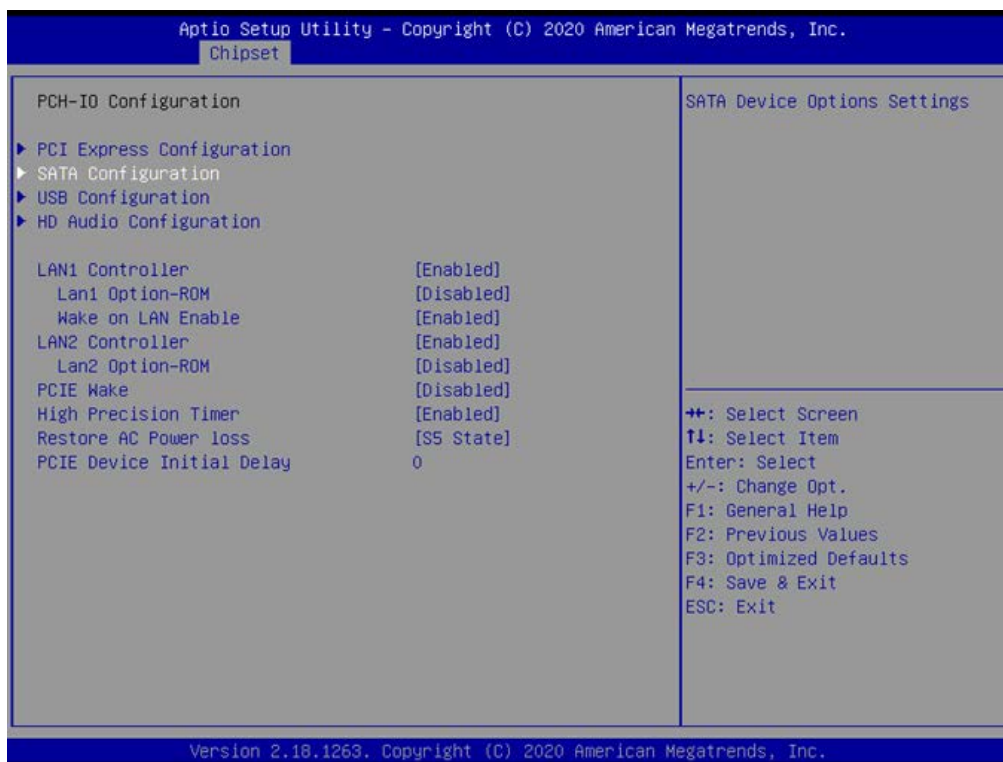 Aptio Setup Utility – Copyright (C) 2020 American Megatrends, Inc.
Chipset
PCH-IO Configuration
PCI Express Configuration
SATA Configuration
USB Configuration
HD Audio Configuration
LAN1 Controller [Enabled]
Lan1 Option-ROM [Disabled]
Wake on LAN Enable [Enabled]
LAN2 Controller [Enabled]
Lan2 Option-ROM [Disabled]
PCIE Wake [Disabled]
High Precision Timer [Enabled]
Restore AC Power loss [S5 State]
PCIE Device Initial Delay 0
SATA Device Options Settings
→←: Select Screen
↑↓: Select Item
Enter: Select
+/-: Change Opt.
F1: General Help
F2: Previous Values
F3: Optimized Defaults
F4: Save & Exit
ESC: Exit
Version 2.18.1263. Copyright (C) 2020 American Megatrends, Inc.